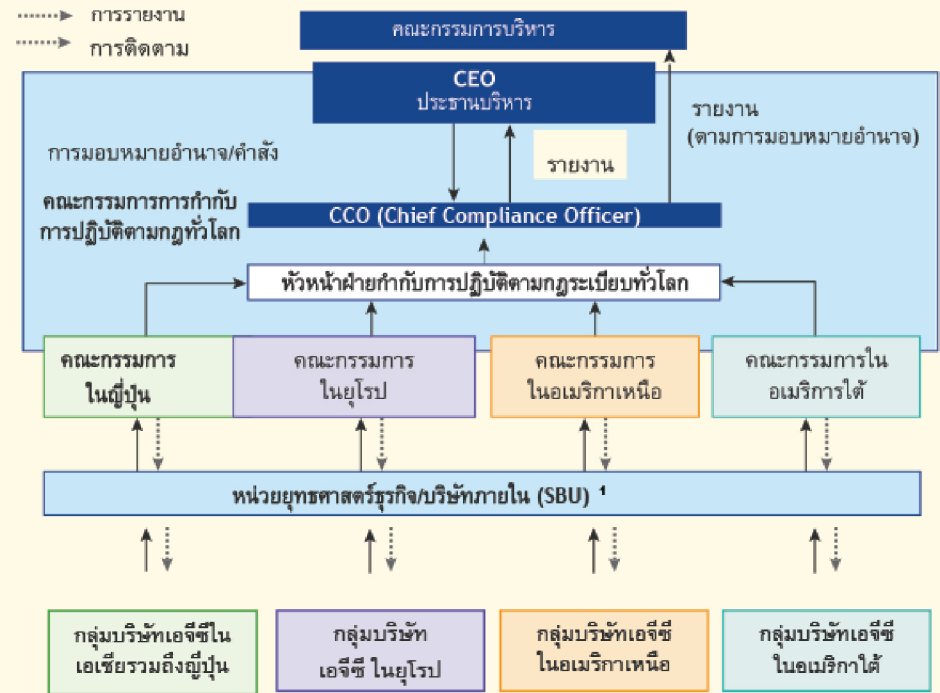 การรายงาน
การติดตาม
คณะกรรมการบริหาร
CEO
ประธานบริหาร
รายงาน
(ตามการมอบหมายอำนาจ)
การมอบหมายอำนาจ/คำสั่ง
รายงาน
คณะกรรมการการกำกับ
การปฏิบัติตามกฎทั่วโลก
CCO (Chief Compliance Officer)
หัวหน้าฝ่ายกำกับการปฏิบัติตามกฎระเบียบทั่วโลก
คณะกรรมการ
ในญี่ปุ่น
คณะกรรมการ
ในยุโรป
คณะกรรมการ
ในอเมริกาเหนือ
คณะกรรมการใน
อเมริการใต้
หน่วยยุทธศาสตร์ธุรกิจ/บริษัทภายใน (SBU) 1
กลุ่มบริษัทเอจีซีใน
เอเชียรวมถึงญี่ปุ่น
กลุ่มบริษัท
เอจีซี ในยุโรป
กลุ่มบริษัทเอจีซี
ในอเมริกาเหนือ
กลุ่มบริษัทเอจีซี
ในอเมริกาใต้